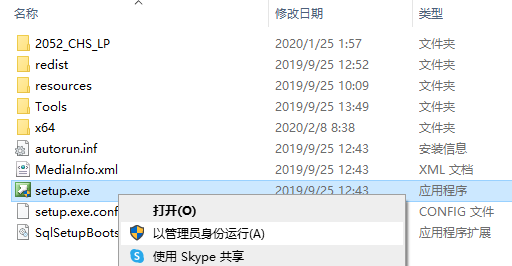 名称 修改日期 类型
2052_CHS_LP 2020/1/25 1:57 文件夹
redist 2019/9/25 12:52 文件夹
resources 2019/9/25 10:09 文件夹
Tools 2019/9/25 13:49 文件夹
x64 2020/2/8 8:38 文件夹
autorun.inf 2019/9/25 12:43 安装信息
MediaInfo.xml 2019/9/25 12:43 XML 文档
setup.exe 2019/9/25 12:43 应用程序
打开(O)
setup.exe.conf CONFIG 文件
以管理员身份运行(A)
SqlSetupBoots 应用程序扩展
使用 Skype 共享